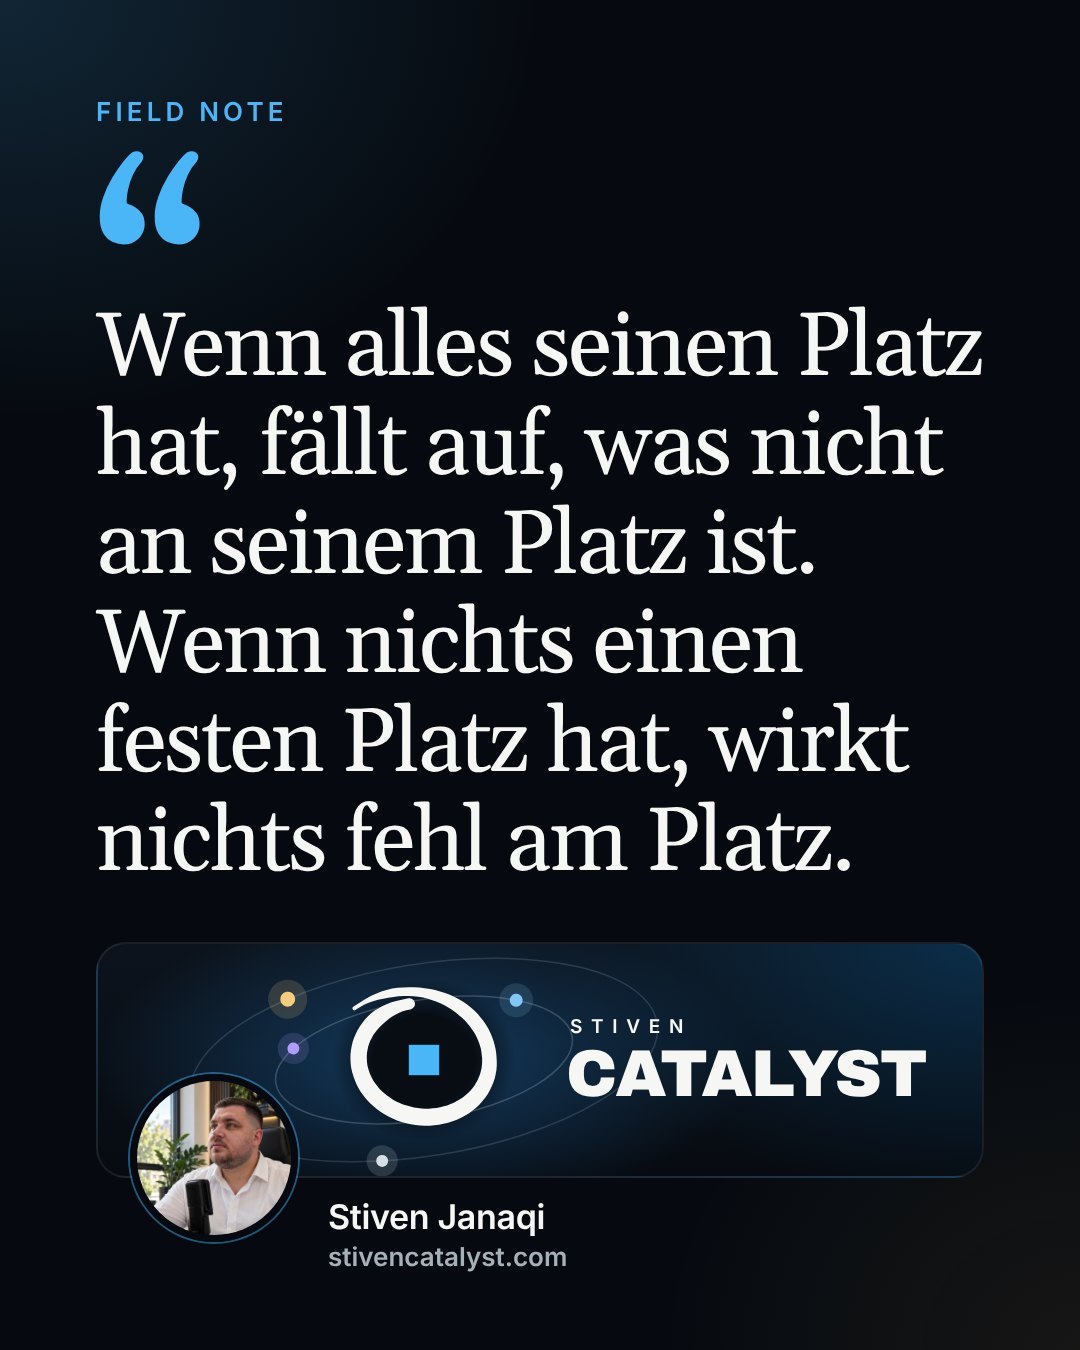 FIELD NOTE
“
Wenn alles seinen Platz
hat, fällt auf, was nicht
an seinem Platz ist.
Wenn nichts einen
festen Platz hat, wirkt
nichts fehl am Platz.
STIVEN
CATALYST
Stiven Janaqi
stivencatalyst.com